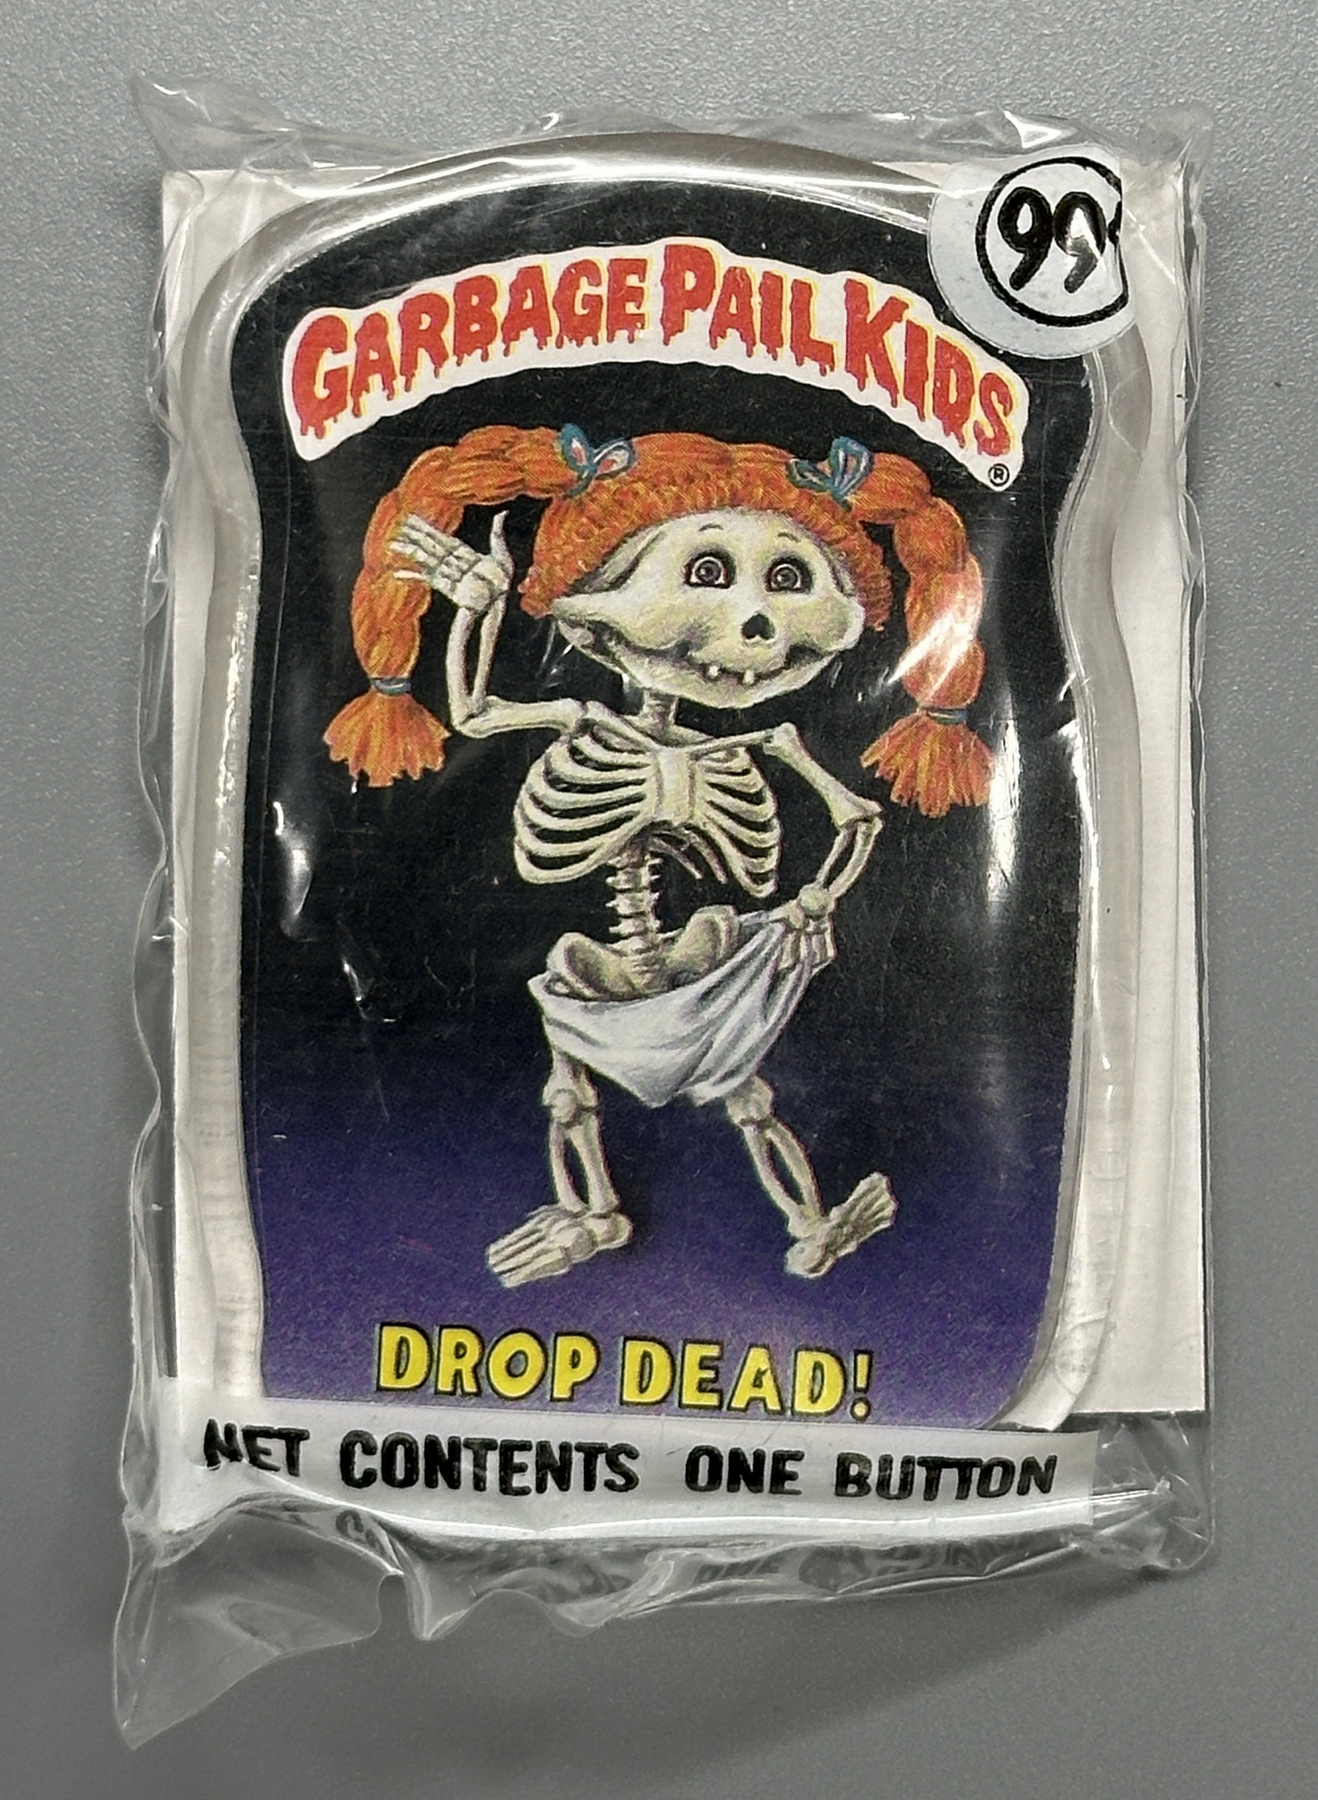 99¢
GARBAGE PAIL KIDS
®
DROP DEAD!
NET CONTENTS ONE BUTTON